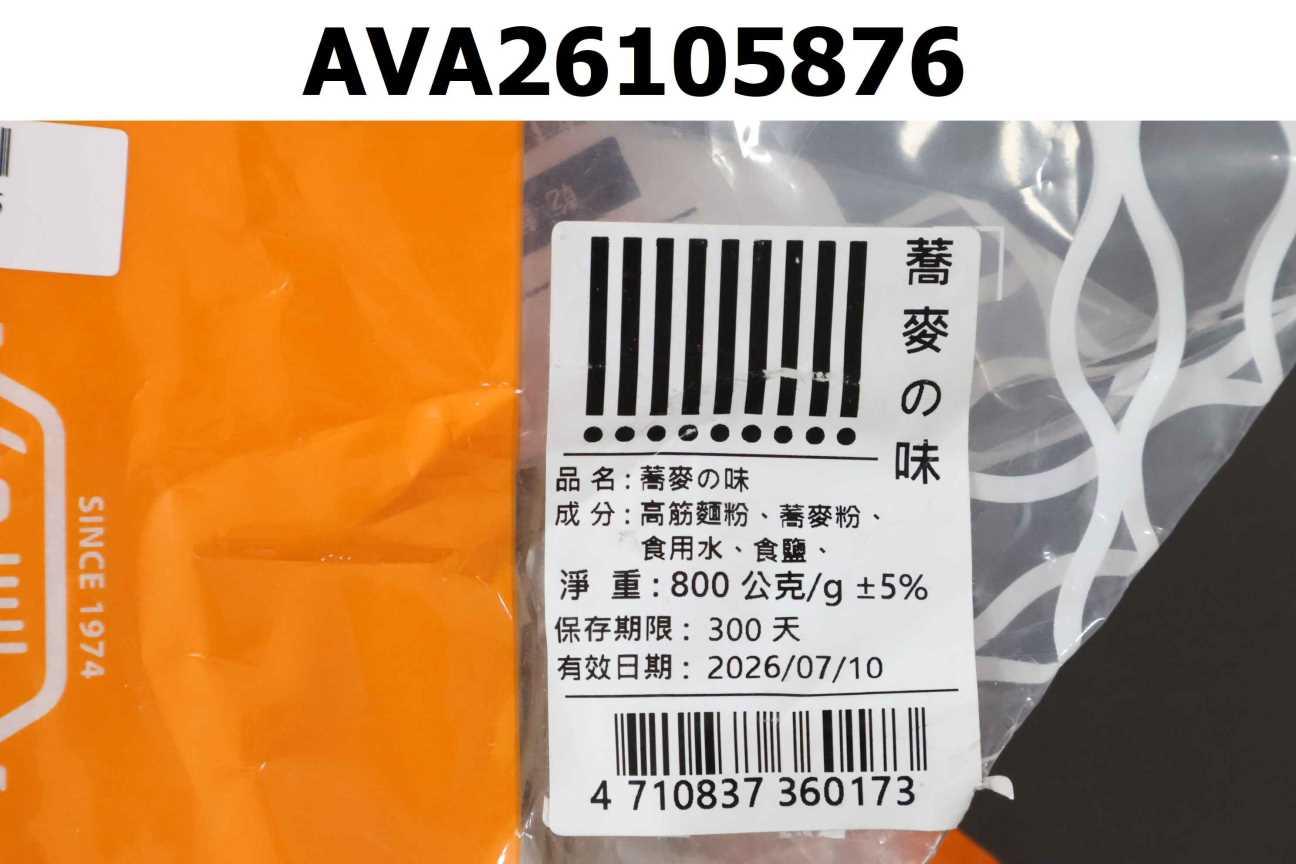 AVA26105876
SINCE 1974
蕎麥の味
品名:蕎麥の味
成分:高筋麵粉、蕎麥粉、
食用水、食鹽、
淨 重:800 公克/g ±5%
保存期限: 300 天
有效日期: 2026/07/10
4 710837 360173